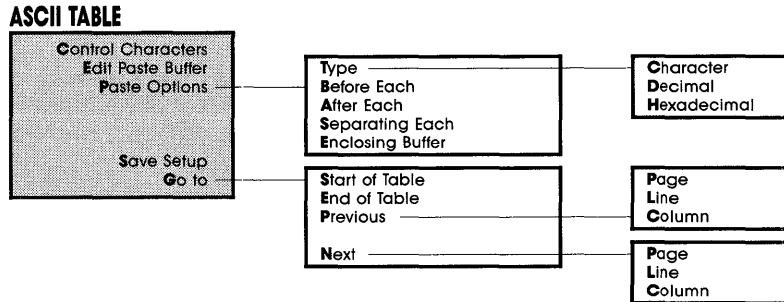 ASCII TABLE
Control Characters
Edit Paste Buffer
Paste Options
Save Setup
Go to
Type
Before Each
After Each
Separating Each
Enclosing Buffer
Character
Decimal
Hexadecimal
Start of Table
End of Table
Previous
Next
Page
Line
Column
Page
Line
Column